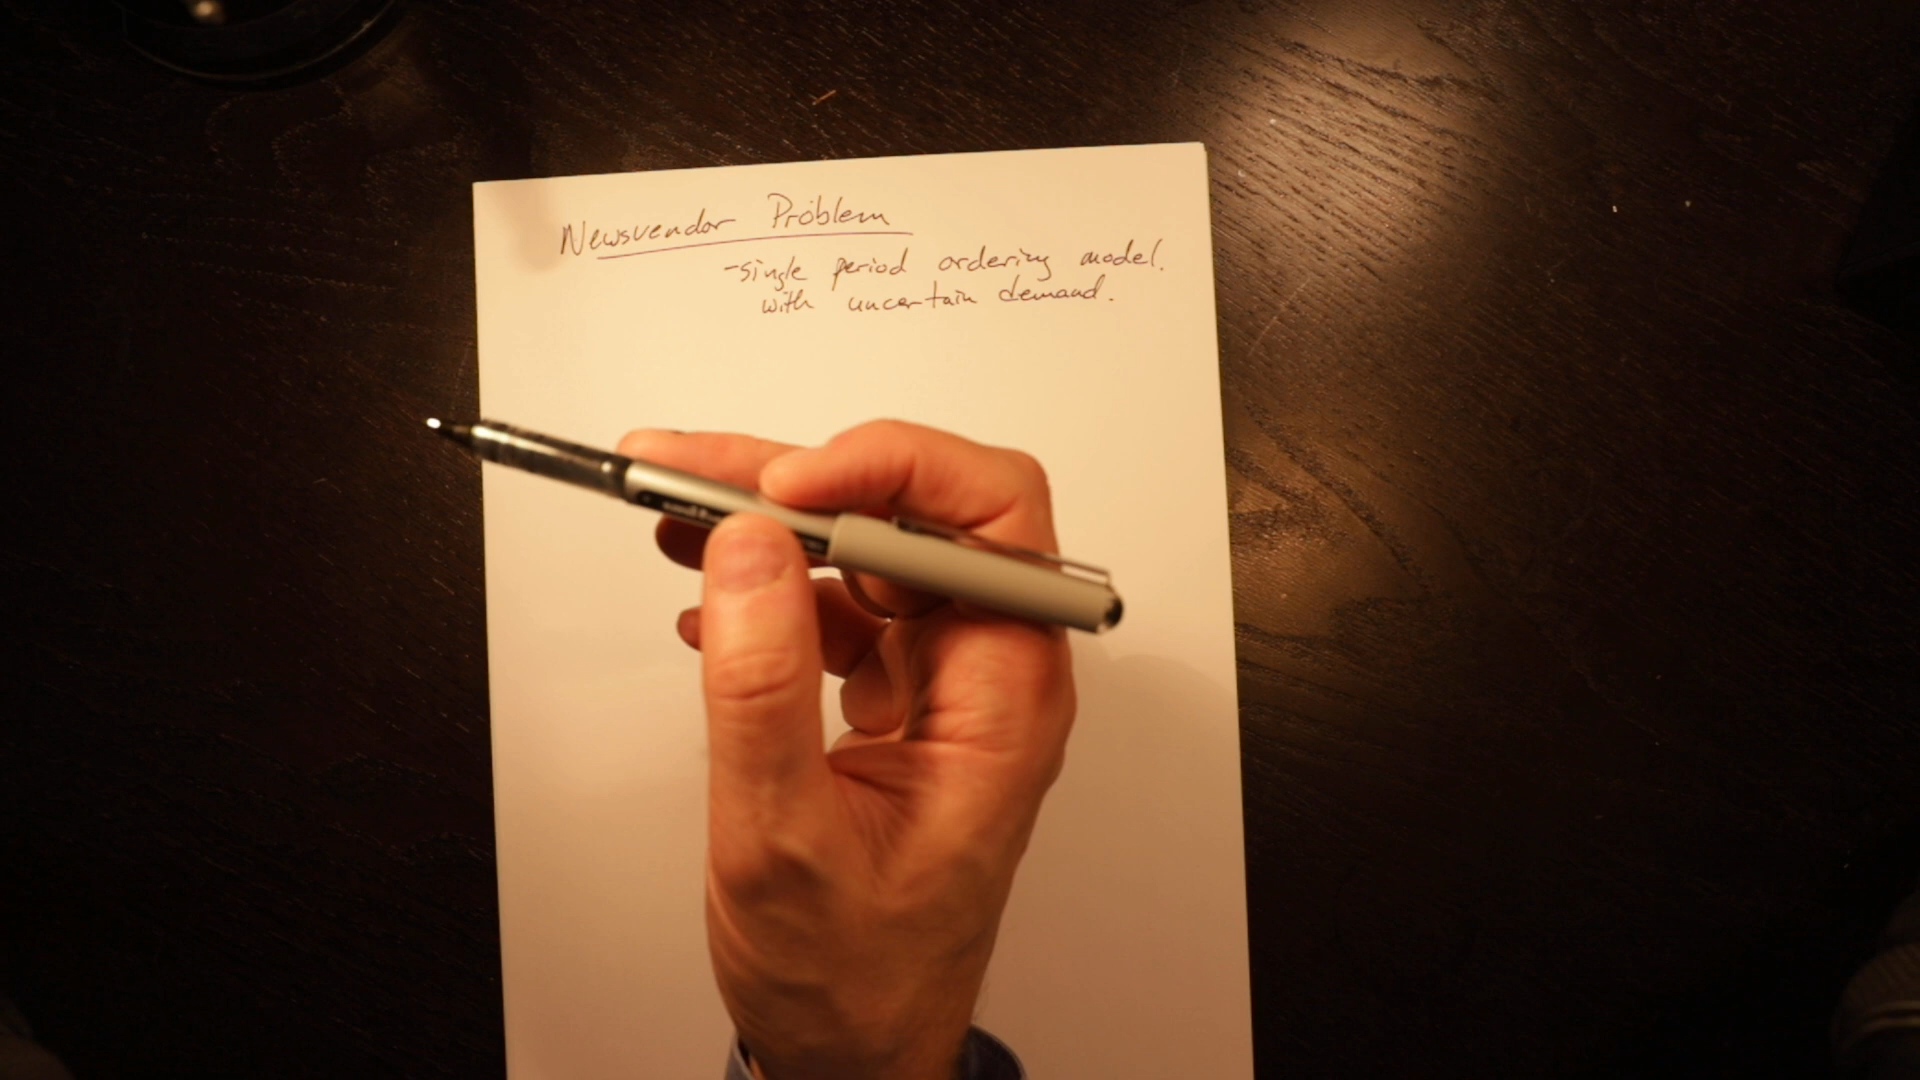 Newsvendor Problem
-single period ordering model.
with uncertain demand.